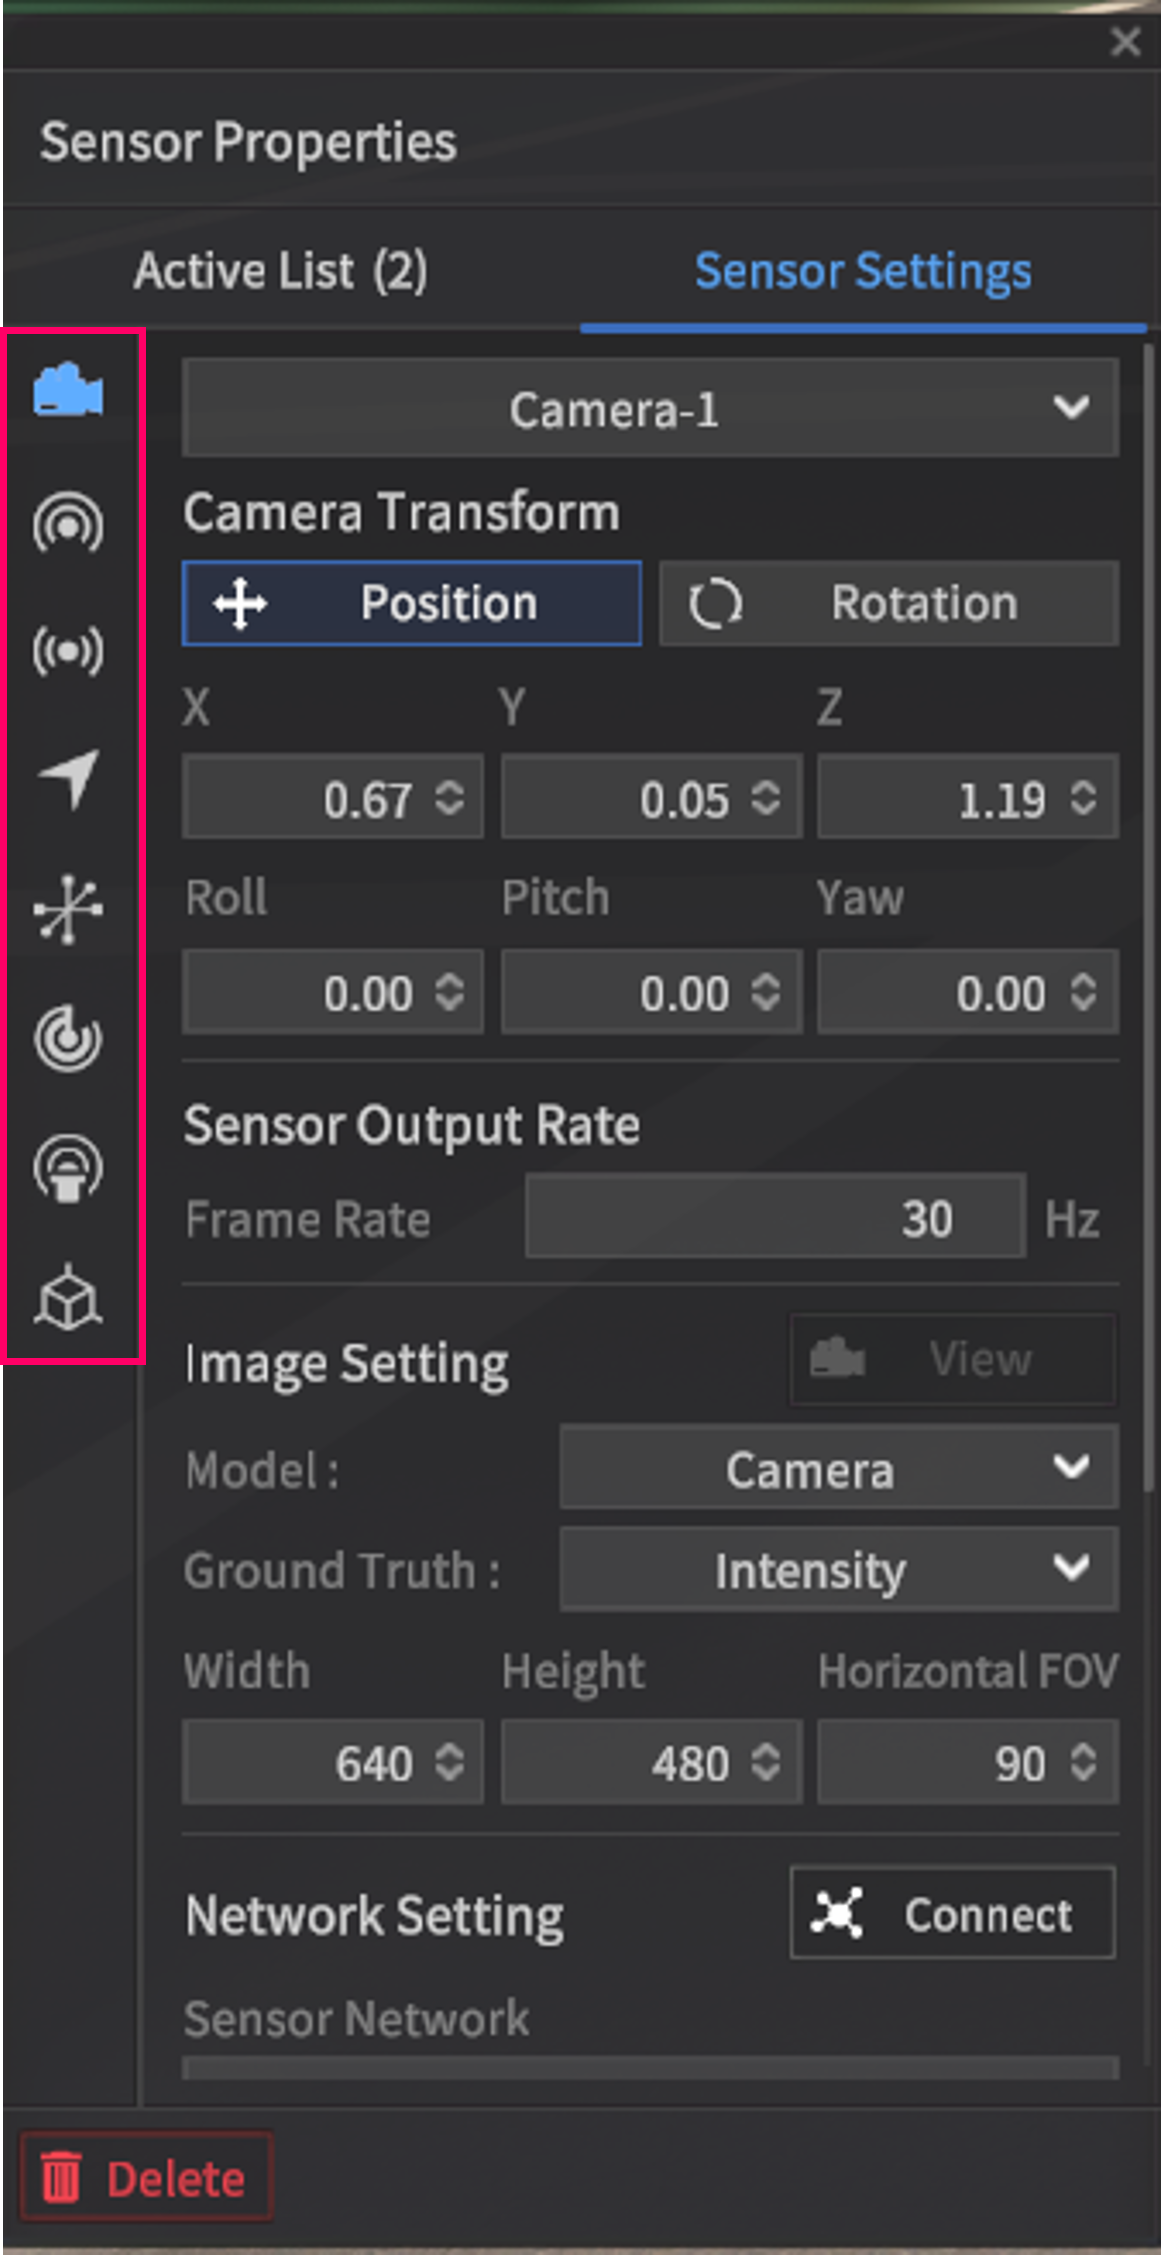 Sensor Properties
Active List (2) Sensor Settings
Camera-1
Camera Transform
Position Rotation
X Y Z
0.67 0.05 1.19
Roll Pitch Yaw
0.00 0.00 0.00
Sensor Output Rate
Frame Rate 30 Hz
Image Setting View
Model : Camera
Ground Truth : Intensity
Width Height Horizontal FOV
640 480 90
Network Setting Connect
Sensor Network
Delete